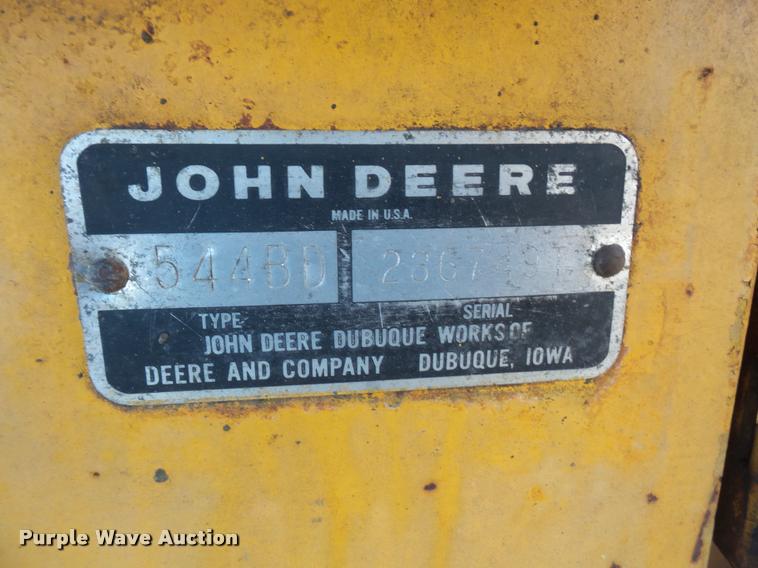 JOHN DEERE
MADE IN U.S.A.
544BD
TYPE SERIAL
JOHN DEERE DUBUQUE WORKS OF
DEERE AND COMPANY DUBUQUE, IOWA
Purple Wave Auction